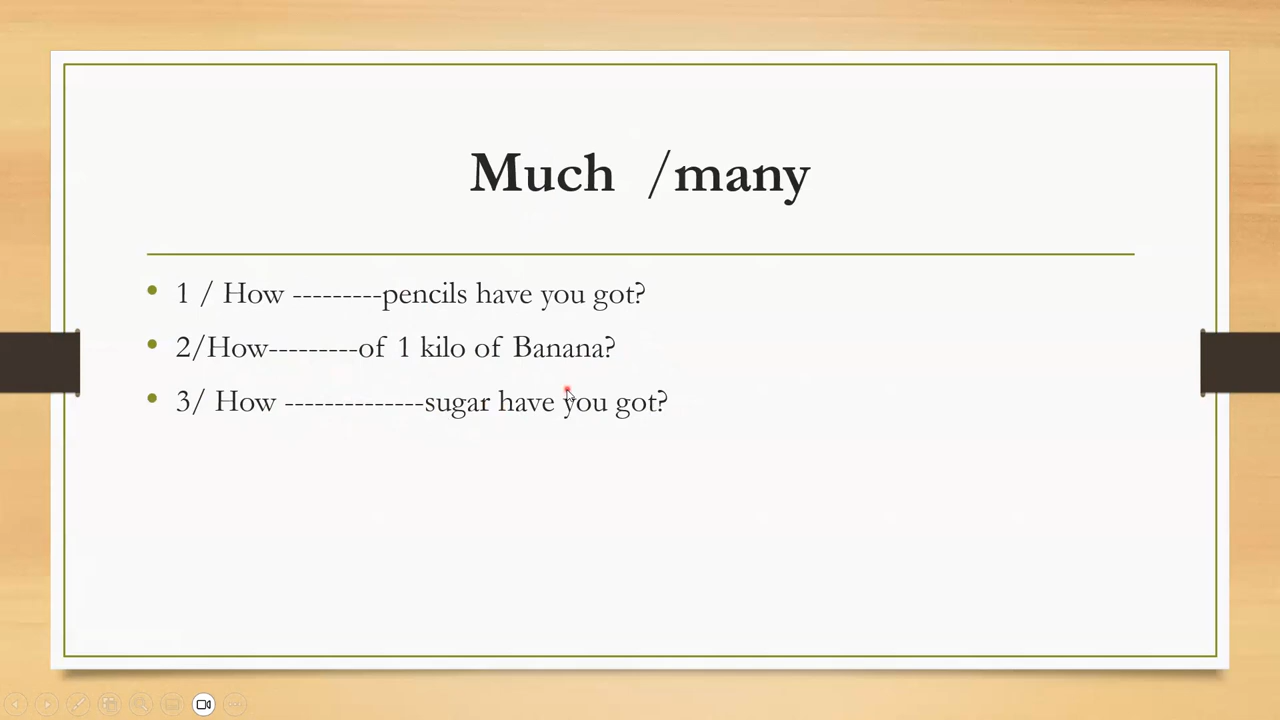 Much /many
1 / How ---------pencils have you got?
2/How---------of 1 kilo of Banana?
3/ How --------------sugar have you got?